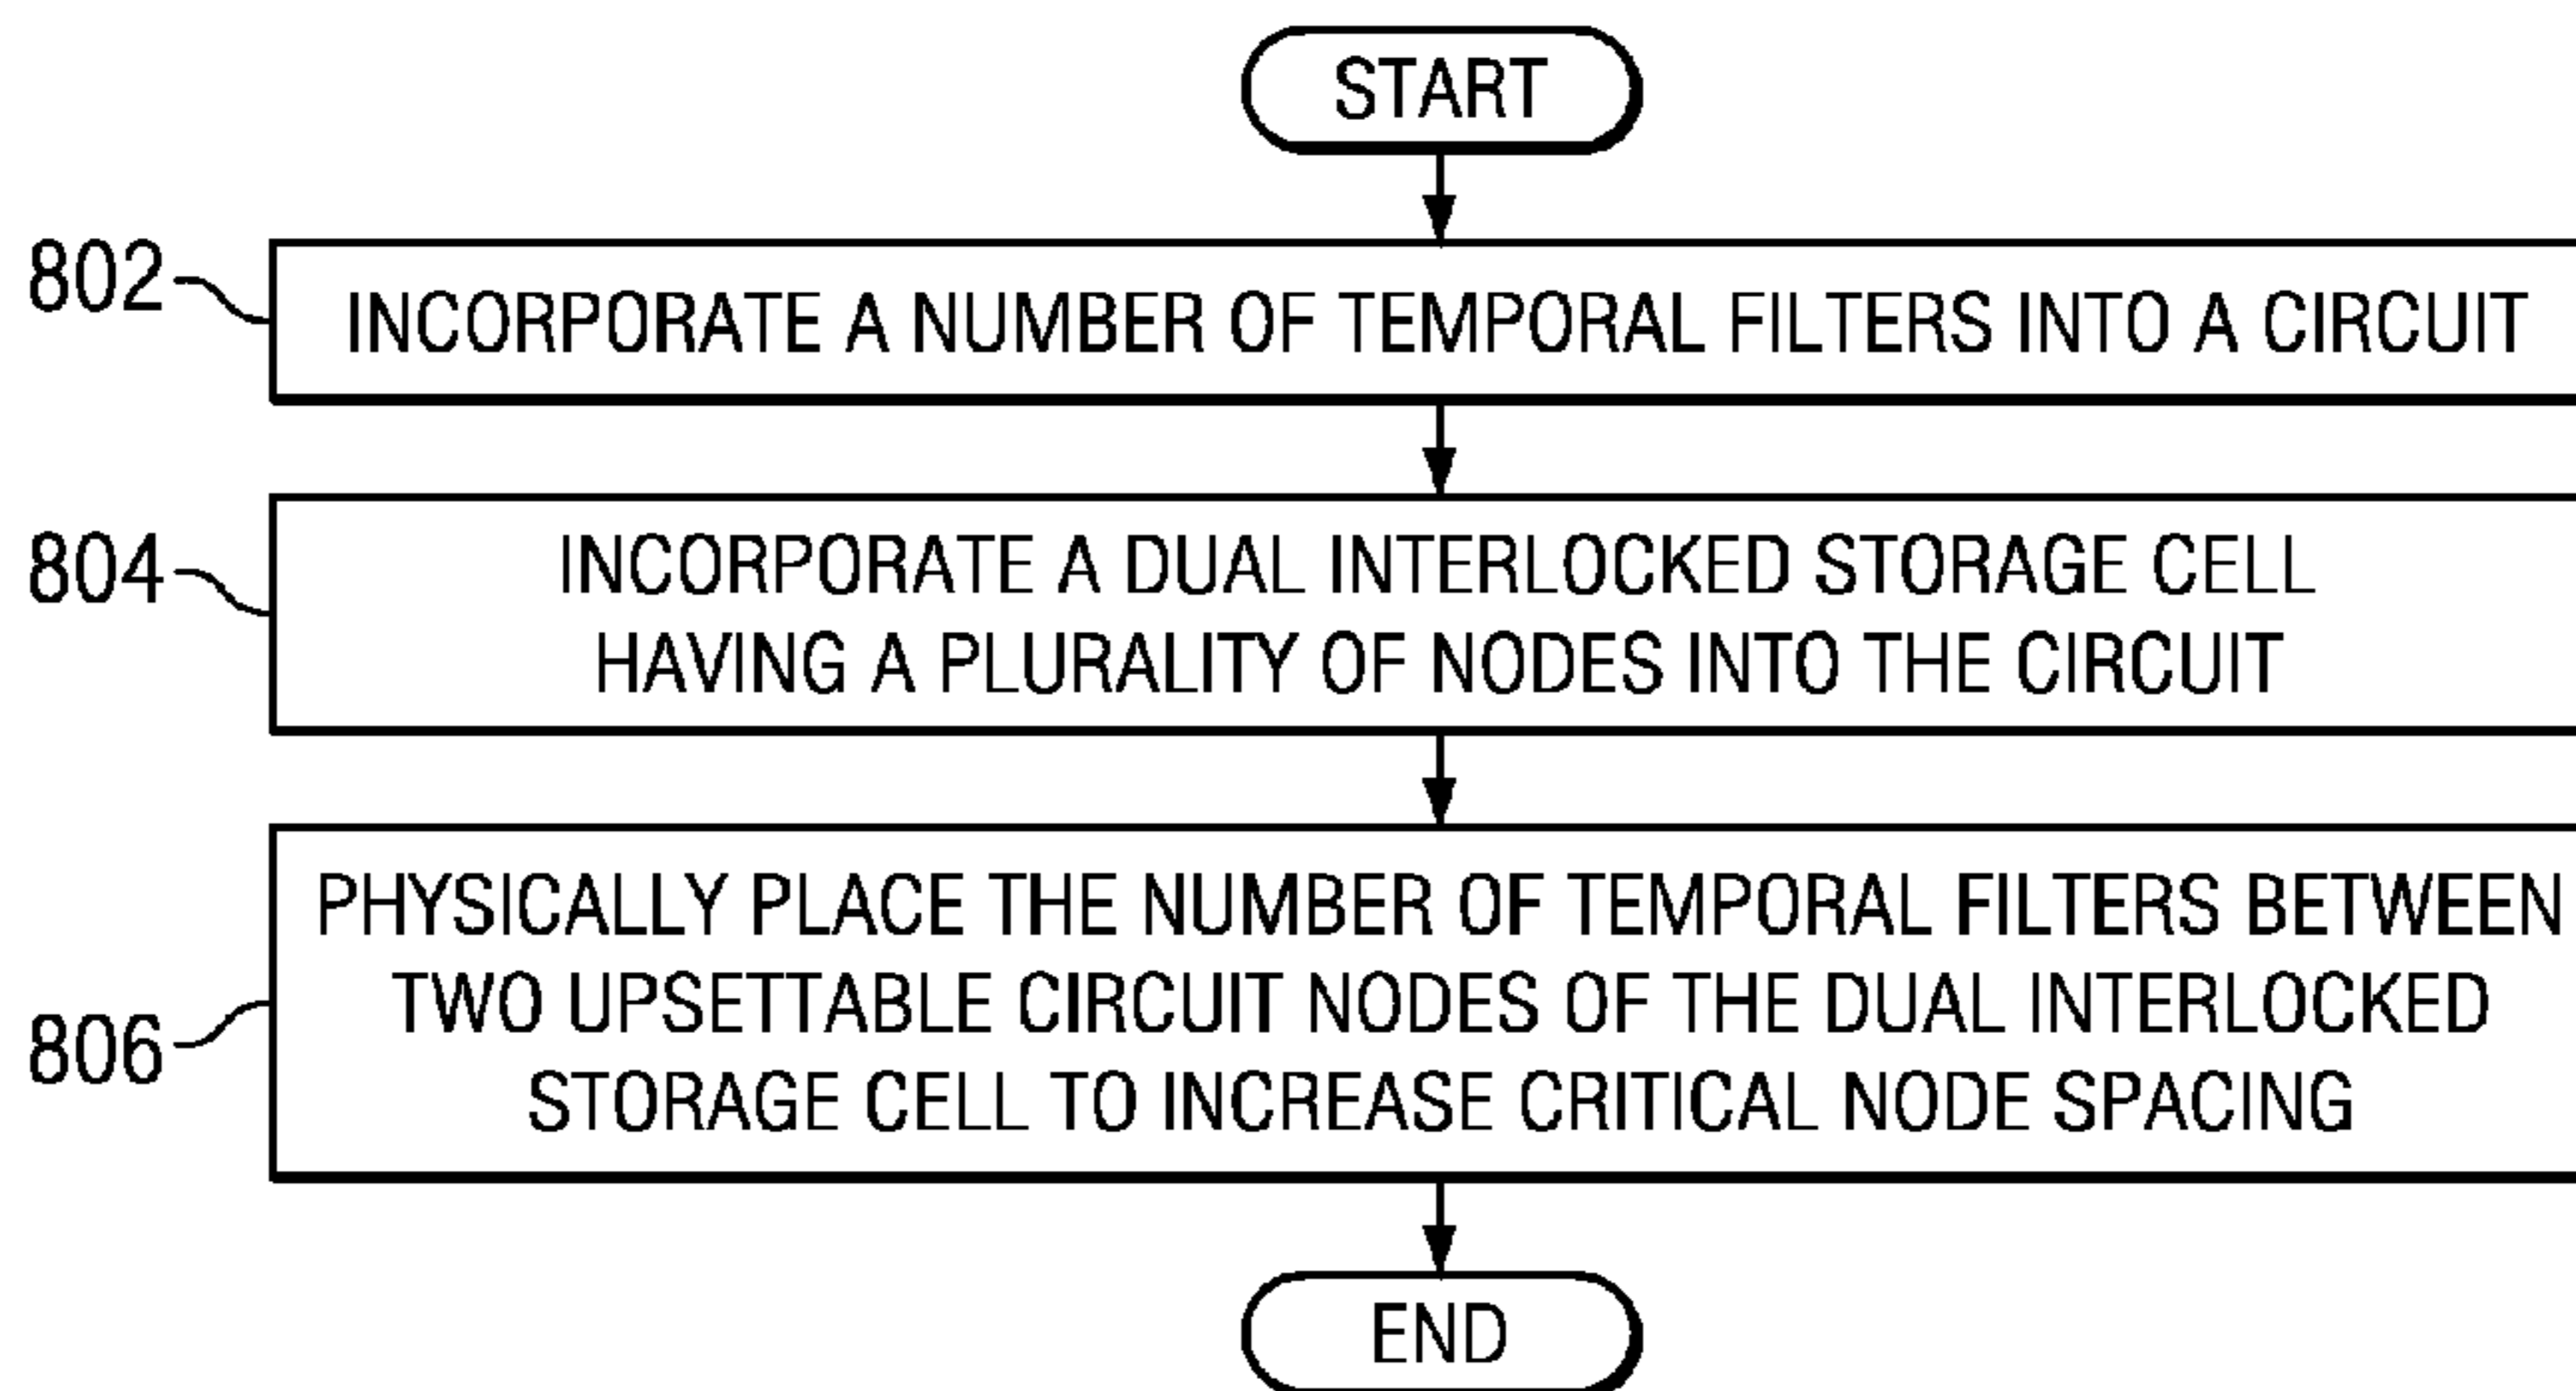 START
802
INCORPORATE A NUMBER OF TEMPORAL FILTERS INTO A CIRCUIT
804
INCORPORATE A DUAL INTERLOCKED STORAGE CELL
HAVING A PLURALITY OF NODES INTO THE CIRCUIT
806
PHYSICALLY PLACE THE NUMBER OF TEMPORAL FILTERS BETWEEN
TWO UPSETTABLE CIRCUIT NODES OF THE DUAL INTERLOCKED
STORAGE CELL TO INCREASE CRITICAL NODE SPACING
END